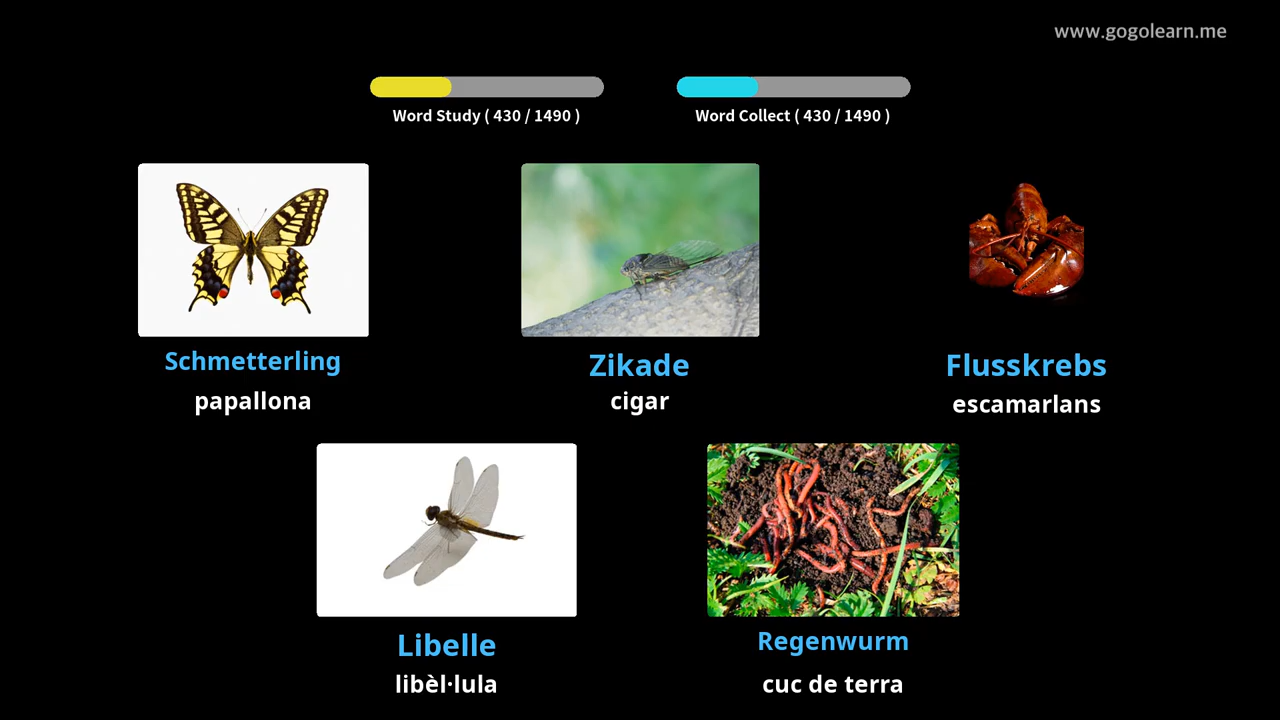 www.gogolearn.me
Word Study ( 430 / 1490 )
Word Collect ( 430 / 1490 )
Schmetterling
papallona
Zikade
cigar
Flusskrebs
escamarlans
Libelle
libèl·lula
Regenwurm
cuc de terra